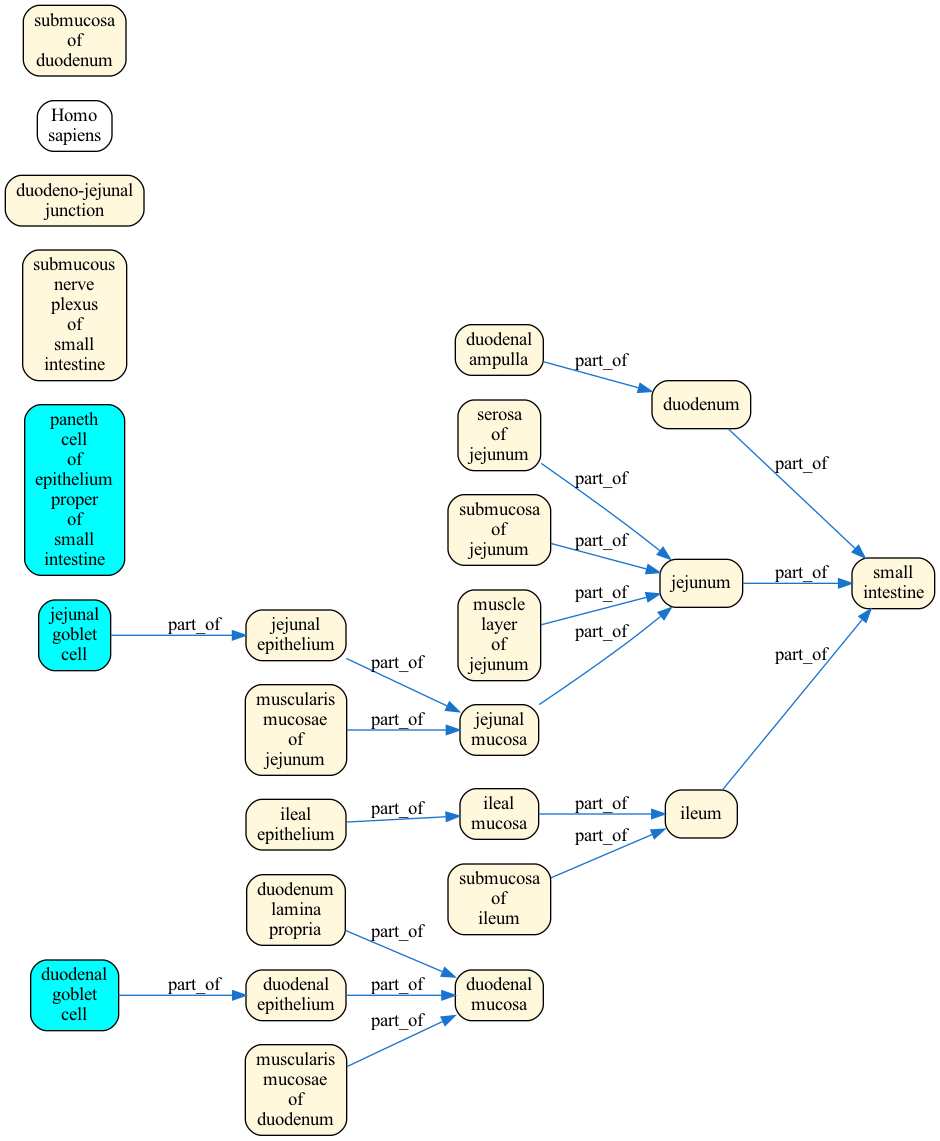 submucosa
of
duodenum
Homo
sapiens
duodeno-jejunal
junction
submucous
nerve
plexus
of
small
intestine
paneth
cell
of
epithelium
proper
of
small
intestine
jejunal
goblet
cell
part_of
jejunal
epithelium
part_of
muscularis
mucosae
of
jejunum
part_of
ileal
epithelium
part_of
duodenum
lamina
propria
part_of
duodenal
goblet
cell
part_of
duodenal
epithelium
part_of
muscularis
mucosae
of
duodenum
part_of
duodenal
ampulla
part_of
serosa
of
jejunum
part_of
submucosa
of
jejunum
part_of
muscle
layer
of
jejunum
part_of
jejunal
mucosa
part_of
ileal
mucosa
part_of
submucosa
of
ileum
part_of
duodenal
mucosa
duodenum
part_of
jejunum
part_of
ileum
part_of
small
intestine